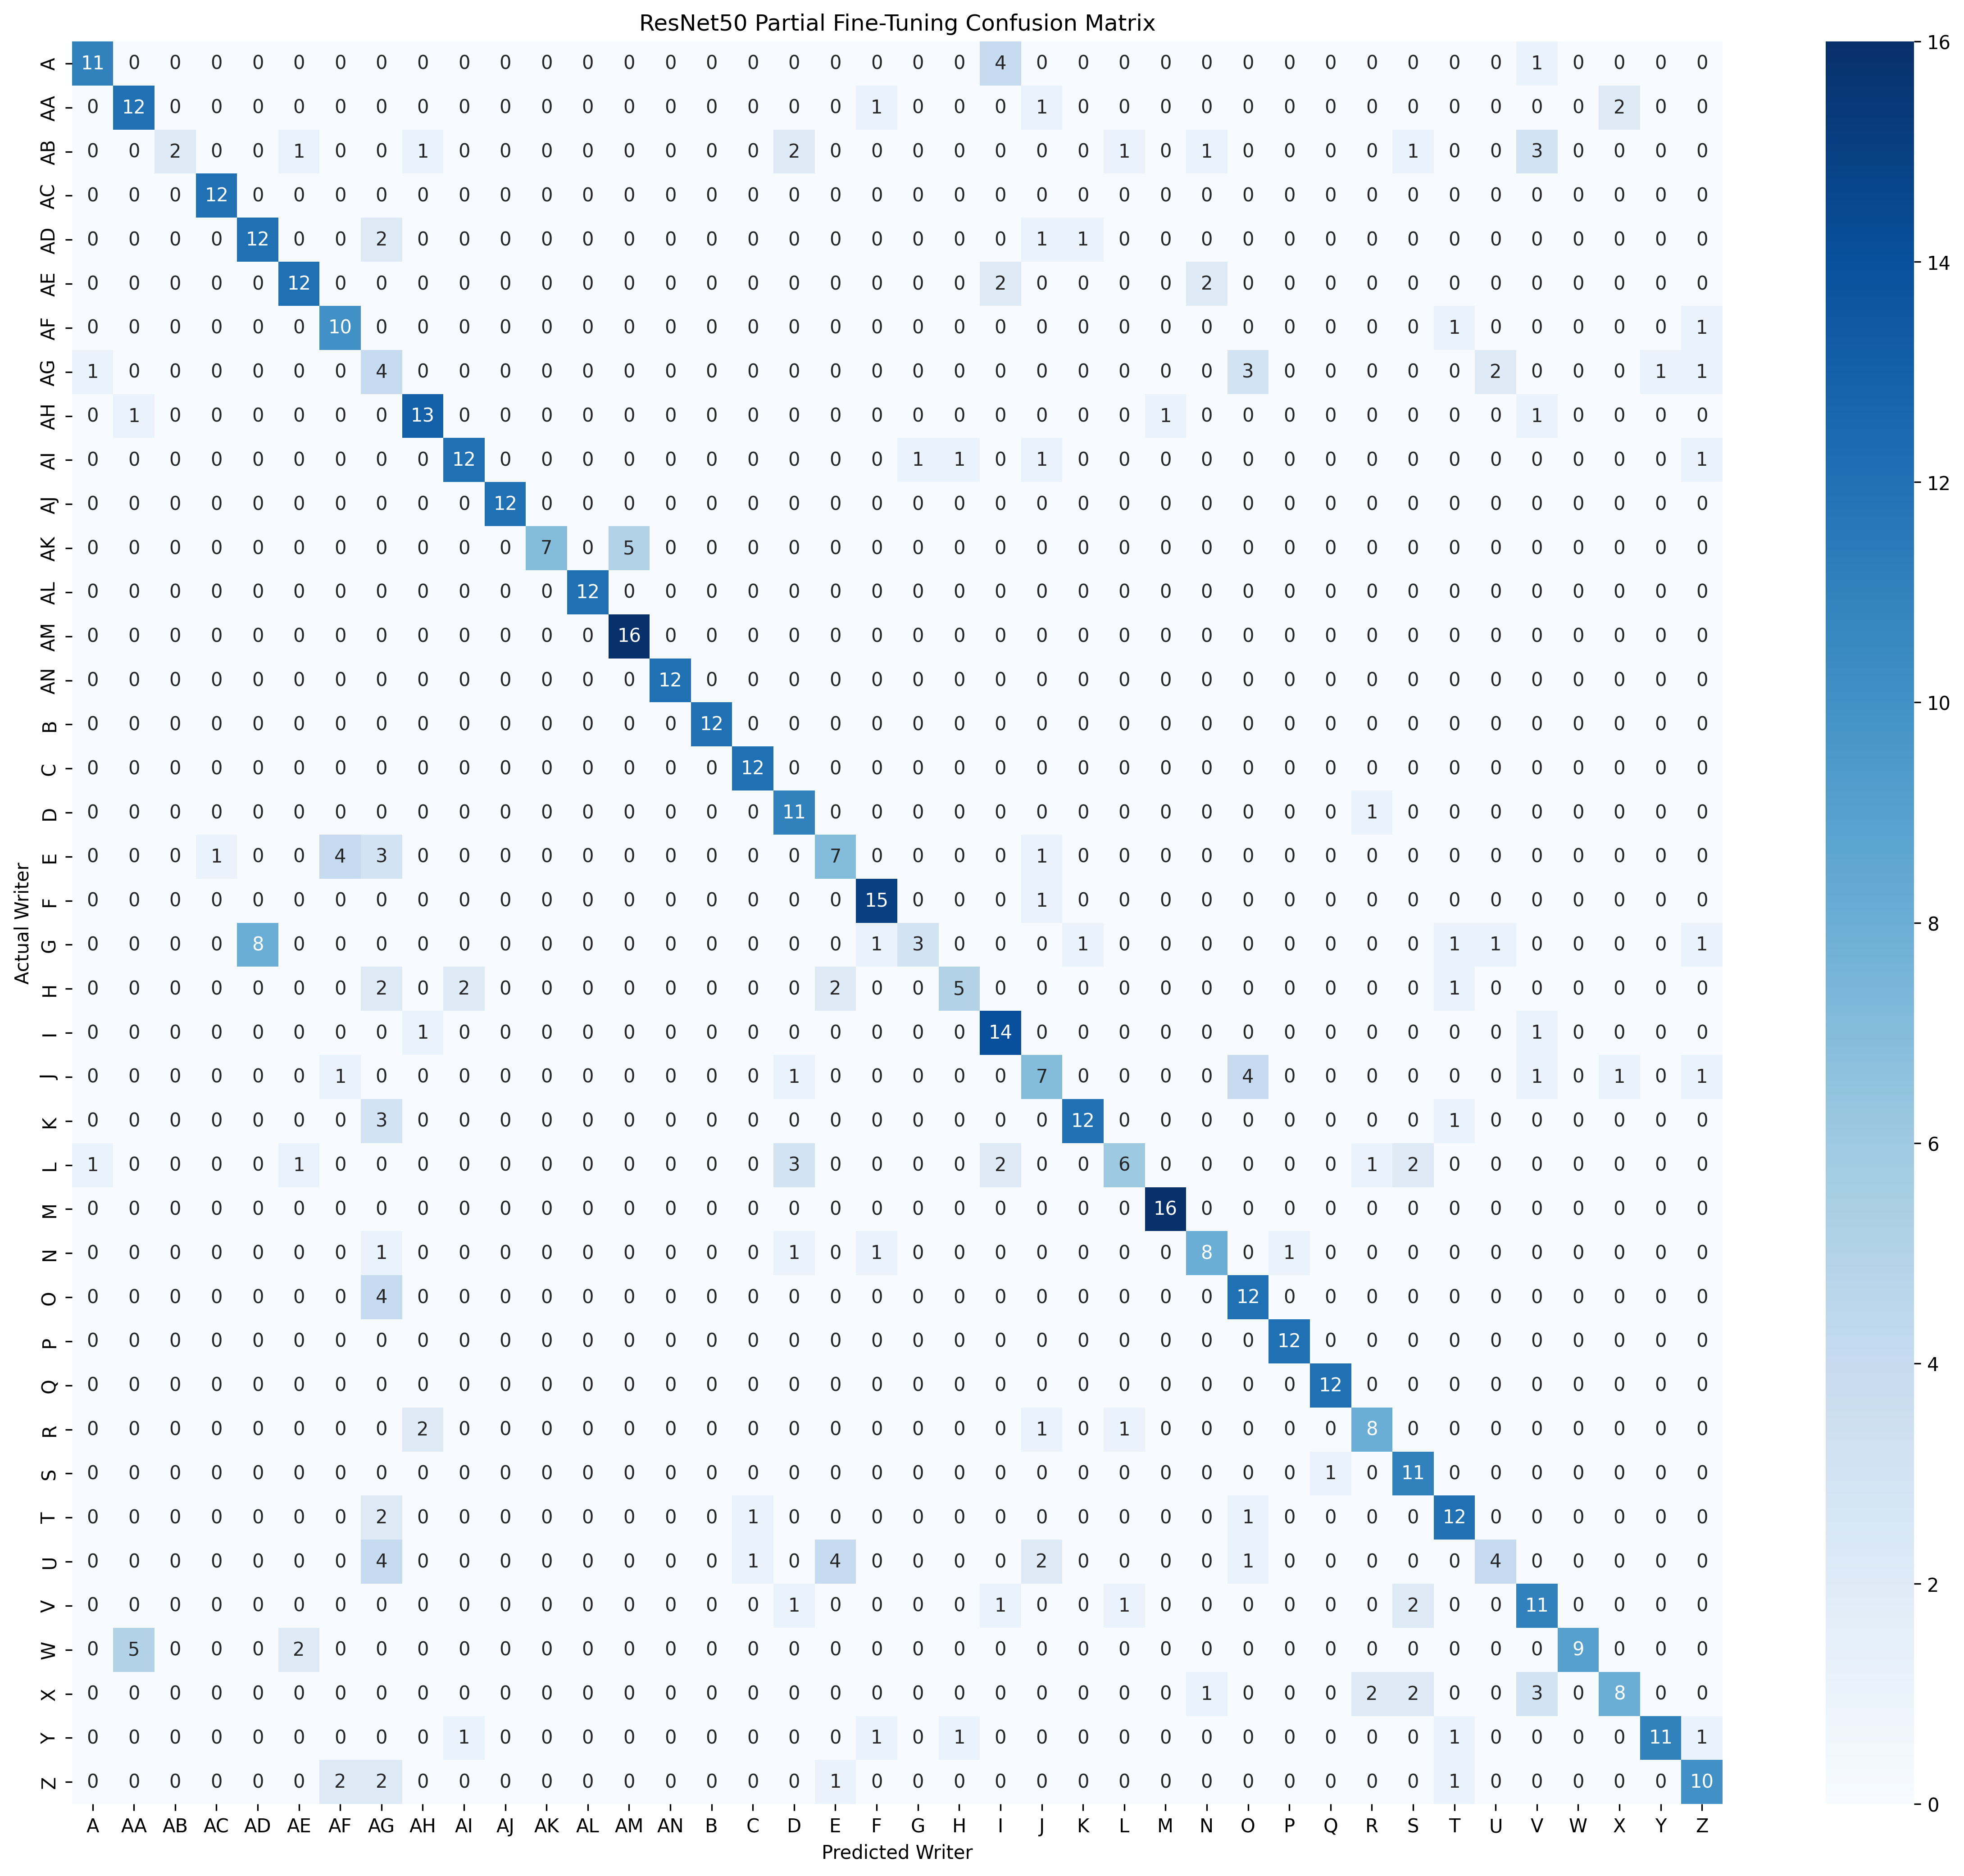 ResNet50 Partial Fine-Tuning Confusion Matrix
A 11 0 0 0 0 0 0 0 0 0 0 0 0 0 0 0 0 0 0 0 0 0 4 0 0 0 0 0 0 0 0 0 0 0 0 1 0 0 0 0
AA 0 12 0 0 0 0 0 0 0 0 0 0 0 0 0 0 0 0 0 1 0 0 0 1 0 0 0 0 0 0 0 0 0 0 0 0 0 2 0 0
AB 0 0 2 0 0 1 0 0 1 0 0 0 0 0 0 0 0 2 0 0 0 0 0 0 0 1 0 1 0 0 0 0 1 0 0 3 0 0 0 0
AC 0 0 0 12 0 0 0 0 0 0 0 0 0 0 0 0 0 0 0 0 0 0 0 0 0 0 0 0 0 0 0 0 0 0 0 0 0 0 0 0
AD 0 0 0 0 12 0 0 2 0 0 0 0 0 0 0 0 0 0 0 0 0 0 0 1 1 0 0 0 0 0 0 0 0 0 0 0 0 0 0 0
AE 0 0 0 0 0 12 0 0 0 0 0 0 0 0 0 0 0 0 0 0 0 0 2 0 0 0 0 2 0 0 0 0 0 0 0 0 0 0 0 0
AF 0 0 0 0 0 0 10 0 0 0 0 0 0 0 0 0 0 0 0 0 0 0 0 0 0 0 0 0 0 0 0 0 0 1 0 0 0 0 0 1
AG 1 0 0 0 0 0 0 4 0 0 0 0 0 0 0 0 0 0 0 0 0 0 0 0 0 0 0 0 3 0 0 0 0 0 2 0 0 0 1 1
AH 0 1 0 0 0 0 0 0 13 0 0 0 0 0 0 0 0 0 0 0 0 0 0 0 0 0 1 0 0 0 0 0 0 0 0 1 0 0 0 0
AI 0 0 0 0 0 0 0 0 0 12 0 0 0 0 0 0 0 0 0 0 1 1 0 1 0 0 0 0 0 0 0 0 0 0 0 0 0 0 0 1
AJ 0 0 0 0 0 0 0 0 0 0 12 0 0 0 0 0 0 0 0 0 0 0 0 0 0 0 0 0 0 0 0 0 0 0 0 0 0 0 0 0
AK 0 0 0 0 0 0 0 0 0 0 0 7 0 5 0 0 0 0 0 0 0 0 0 0 0 0 0 0 0 0 0 0 0 0 0 0 0 0 0 0
AL 0 0 0 0 0 0 0 0 0 0 0 0 12 0 0 0 0 0 0 0 0 0 0 0 0 0 0 0 0 0 0 0 0 0 0 0 0 0 0 0
AM 0 0 0 0 0 0 0 0 0 0 0 0 0 16 0 0 0 0 0 0 0 0 0 0 0 0 0 0 0 0 0 0 0 0 0 0 0 0 0 0
AN 0 0 0 0 0 0 0 0 0 0 0 0 0 0 12 0 0 0 0 0 0 0 0 0 0 0 0 0 0 0 0 0 0 0 0 0 0 0 0 0
B 0 0 0 0 0 0 0 0 0 0 0 0 0 0 0 12 0 0 0 0 0 0 0 0 0 0 0 0 0 0 0 0 0 0 0 0 0 0 0 0
C 0 0 0 0 0 0 0 0 0 0 0 0 0 0 0 0 12 0 0 0 0 0 0 0 0 0 0 0 0 0 0 0 0 0 0 0 0 0 0 0
D 0 0 0 0 0 0 0 0 0 0 0 0 0 0 0 0 0 11 0 0 0 0 0 0 0 0 0 0 0 0 0 1 0 0 0 0 0 0 0 0
E 0 0 0 1 0 0 4 3 0 0 0 0 0 0 0 0 0 0 7 0 0 0 0 1 0 0 0 0 0 0 0 0 0 0 0 0 0 0 0 0
F 0 0 0 0 0 0 0 0 0 0 0 0 0 0 0 0 0 0 0 15 0 0 0 1 0 0 0 0 0 0 0 0 0 0 0 0 0 0 0 0
G 0 0 0 0 8 0 0 0 0 0 0 0 0 0 0 0 0 0 0 1 3 0 0 0 1 0 0 0 0 0 0 0 0 1 1 0 0 0 0 1
H 0 0 0 0 0 0 0 2 0 2 0 0 0 0 0 0 0 0 2 0 0 5 0 0 0 0 0 0 0 0 0 0 0 1 0 0 0 0 0 0
I 0 0 0 0 0 0 0 0 1 0 0 0 0 0 0 0 0 0 0 0 0 0 14 0 0 0 0 0 0 0 0 0 0 0 0 1 0 0 0 0
J 0 0 0 0 0 0 1 0 0 0 0 0 0 0 0 0 0 1 0 0 0 0 0 7 0 0 0 0 4 0 0 0 0 0 0 1 0 1 0 1
K 0 0 0 0 0 0 0 3 0 0 0 0 0 0 0 0 0 0 0 0 0 0 0 0 12 0 0 0 0 0 0 0 0 1 0 0 0 0 0 0
L 1 0 0 0 0 1 0 0 0 0 0 0 0 0 0 0 0 3 0 0 0 0 2 0 0 6 0 0 0 0 0 1 2 0 0 0 0 0 0 0
M 0 0 0 0 0 0 0 0 0 0 0 0 0 0 0 0 0 0 0 0 0 0 0 0 0 0 16 0 0 0 0 0 0 0 0 0 0 0 0 0
N 0 0 0 0 0 0 0 1 0 0 0 0 0 0 0 0 0 1 0 1 0 0 0 0 0 0 0 8 0 1 0 0 0 0 0 0 0 0 0 0
O 0 0 0 0 0 0 0 4 0 0 0 0 0 0 0 0 0 0 0 0 0 0 0 0 0 0 0 0 12 0 0 0 0 0 0 0 0 0 0 0
P 0 0 0 0 0 0 0 0 0 0 0 0 0 0 0 0 0 0 0 0 0 0 0 0 0 0 0 0 0 12 0 0 0 0 0 0 0 0 0 0
Q 0 0 0 0 0 0 0 0 0 0 0 0 0 0 0 0 0 0 0 0 0 0 0 0 0 0 0 0 0 0 12 0 0 0 0 0 0 0 0 0
R 0 0 0 0 0 0 0 0 2 0 0 0 0 0 0 0 0 0 0 0 0 0 0 1 0 1 0 0 0 0 0 8 0 0 0 0 0 0 0 0
S 0 0 0 0 0 0 0 0 0 0 0 0 0 0 0 0 0 0 0 0 0 0 0 0 0 0 0 0 0 0 1 0 11 0 0 0 0 0 0 0
T 0 0 0 0 0 0 0 2 0 0 0 0 0 0 0 0 1 0 0 0 0 0 0 0 0 0 0 0 1 0 0 0 0 12 0 0 0 0 0 0
U 0 0 0 0 0 0 0 4 0 0 0 0 0 0 0 0 1 0 4 0 0 0 0 2 0 0 0 0 1 0 0 0 0 0 4 0 0 0 0 0
V 0 0 0 0 0 0 0 0 0 0 0 0 0 0 0 0 0 1 0 0 0 0 1 0 0 1 0 0 0 0 0 0 2 0 0 11 0 0 0 0
W 0 5 0 0 0 2 0 0 0 0 0 0 0 0 0 0 0 0 0 0 0 0 0 0 0 0 0 0 0 0 0 0 0 0 0 0 9 0 0 0
X 0 0 0 0 0 0 0 0 0 0 0 0 0 0 0 0 0 0 0 0 0 0 0 0 0 0 0 1 0 0 0 2 2 0 0 3 0 8 0 0
Y 0 0 0 0 0 0 0 0 0 1 0 0 0 0 0 0 0 0 0 1 0 1 0 0 0 0 0 0 0 0 0 0 0 1 0 0 0 0 11 1
Z 0 0 0 0 0 0 2 2 0 0 0 0 0 0 0 0 0 0 1 0 0 0 0 0 0 0 0 0 0 0 0 0 0 1 0 0 0 0 0 10
A AA AB AC AD AE AF AG AH AI AJ AK AL AM AN B C D E F G H I J K L M N O P Q R S T U V W X Y Z
Predicted Writer
Actual Writer
16
14
12
10
8
6
4
2
0